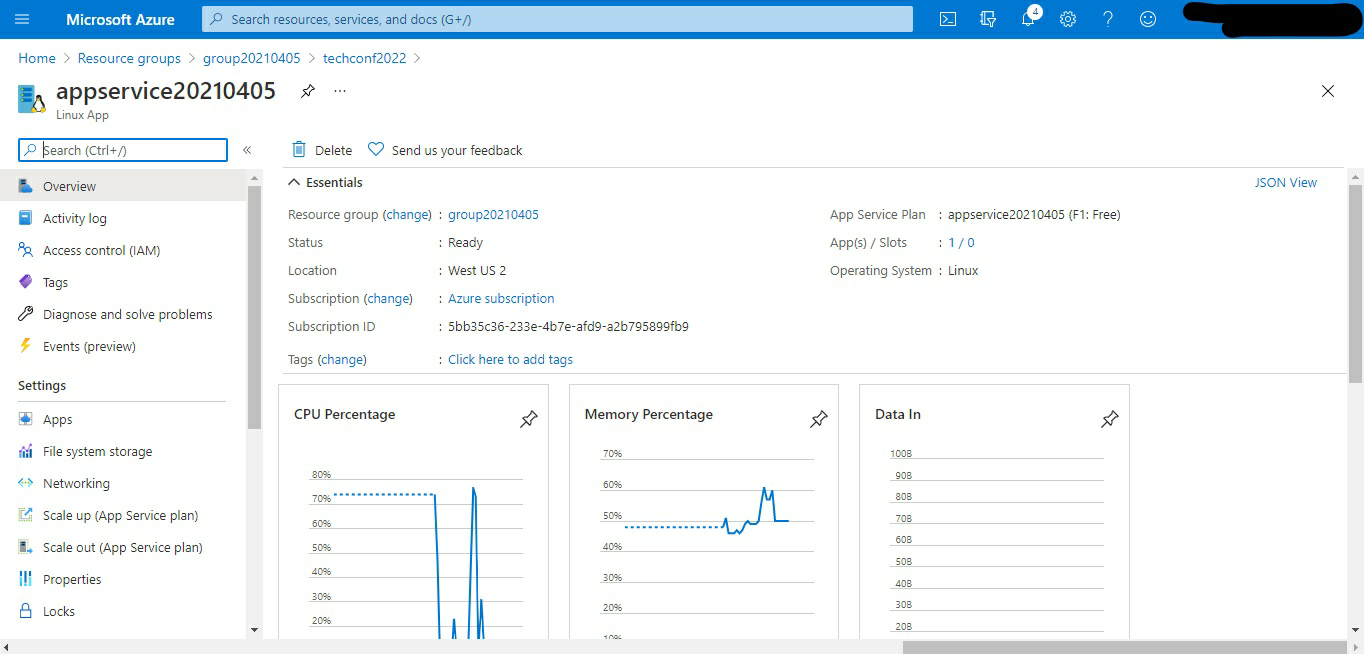 Microsoft Azure
Search resources, services, and docs (G+/)
4
Home > Resource groups > group20210405 > techconf2022 >
appservice20210405
...
Linux App
Search (Ctrl+/)
«
Overview
Activity log
Access control (IAM)
Tags
Diagnose and solve problems
Events (preview)
Settings
Apps
File system storage
Networking
Scale up (App Service plan)
Scale out (App Service plan)
Properties
Locks
Delete
Send us your feedback
Essentials
JSON View
Resource group (change) : group20210405
Status : Ready
Location : West US 2
Subscription (change) : Azure subscription
Subscription ID : 5bb35c36-233e-4b7e-afd9-a2b795899fb9
Tags (change) : Click here to add tags
App Service Plan : appservice20210405 (F1: Free)
App(s) / Slots : 1 / 0
Operating System : Linux
CPU Percentage
80%
70%
60%
50%
40%
30%
20%
Memory Percentage
70%
60%
50%
40%
30%
20%
10%
Data In
100B
90B
80B
70B
60B
50B
40B
30B
20B